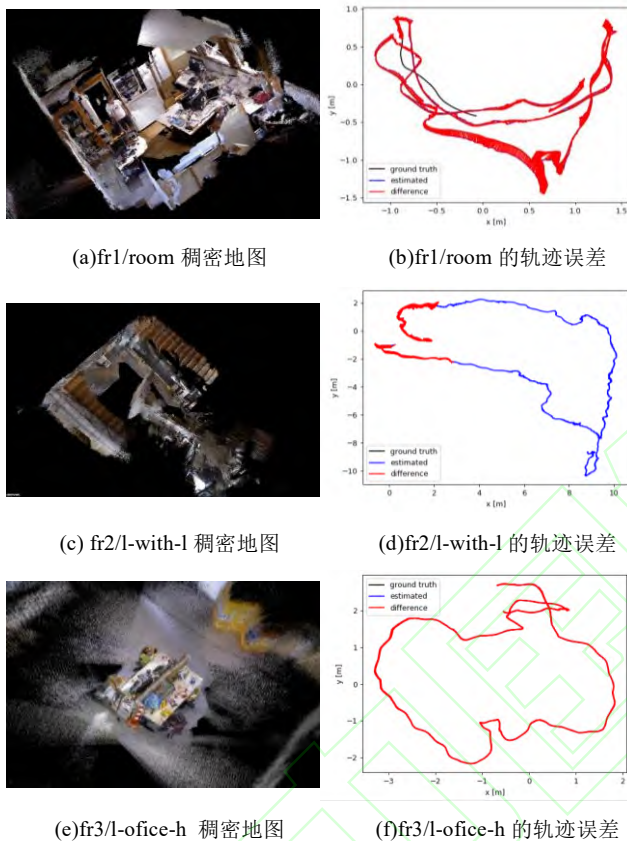 1.0
0.5
0.0
−0.5
−1.0
−1.5
y [m]
ground truth
estimated
difference
−1.0 −0.5 0.0 0.5 1.0 1.5
x [m]
(a)fr1/room 稠密地图 (b)fr1/room 的轨迹误差
2
0
−2
−4
−6
−8
−10
y [m]
ground truth
estimated
difference
0 2 4 6 8 10
x [m]
(c) fr2/l-with-l 稠密地图 (d)fr2/l-with-l 的轨迹误差
2
1
0
−1
−2
y [m]
ground truth
estimated
difference
−3 −2 −1 0 1 2
x [m]
(e)fr3/l-ofice-h 稠密地图 (f)fr3/l-ofice-h 的轨迹误差